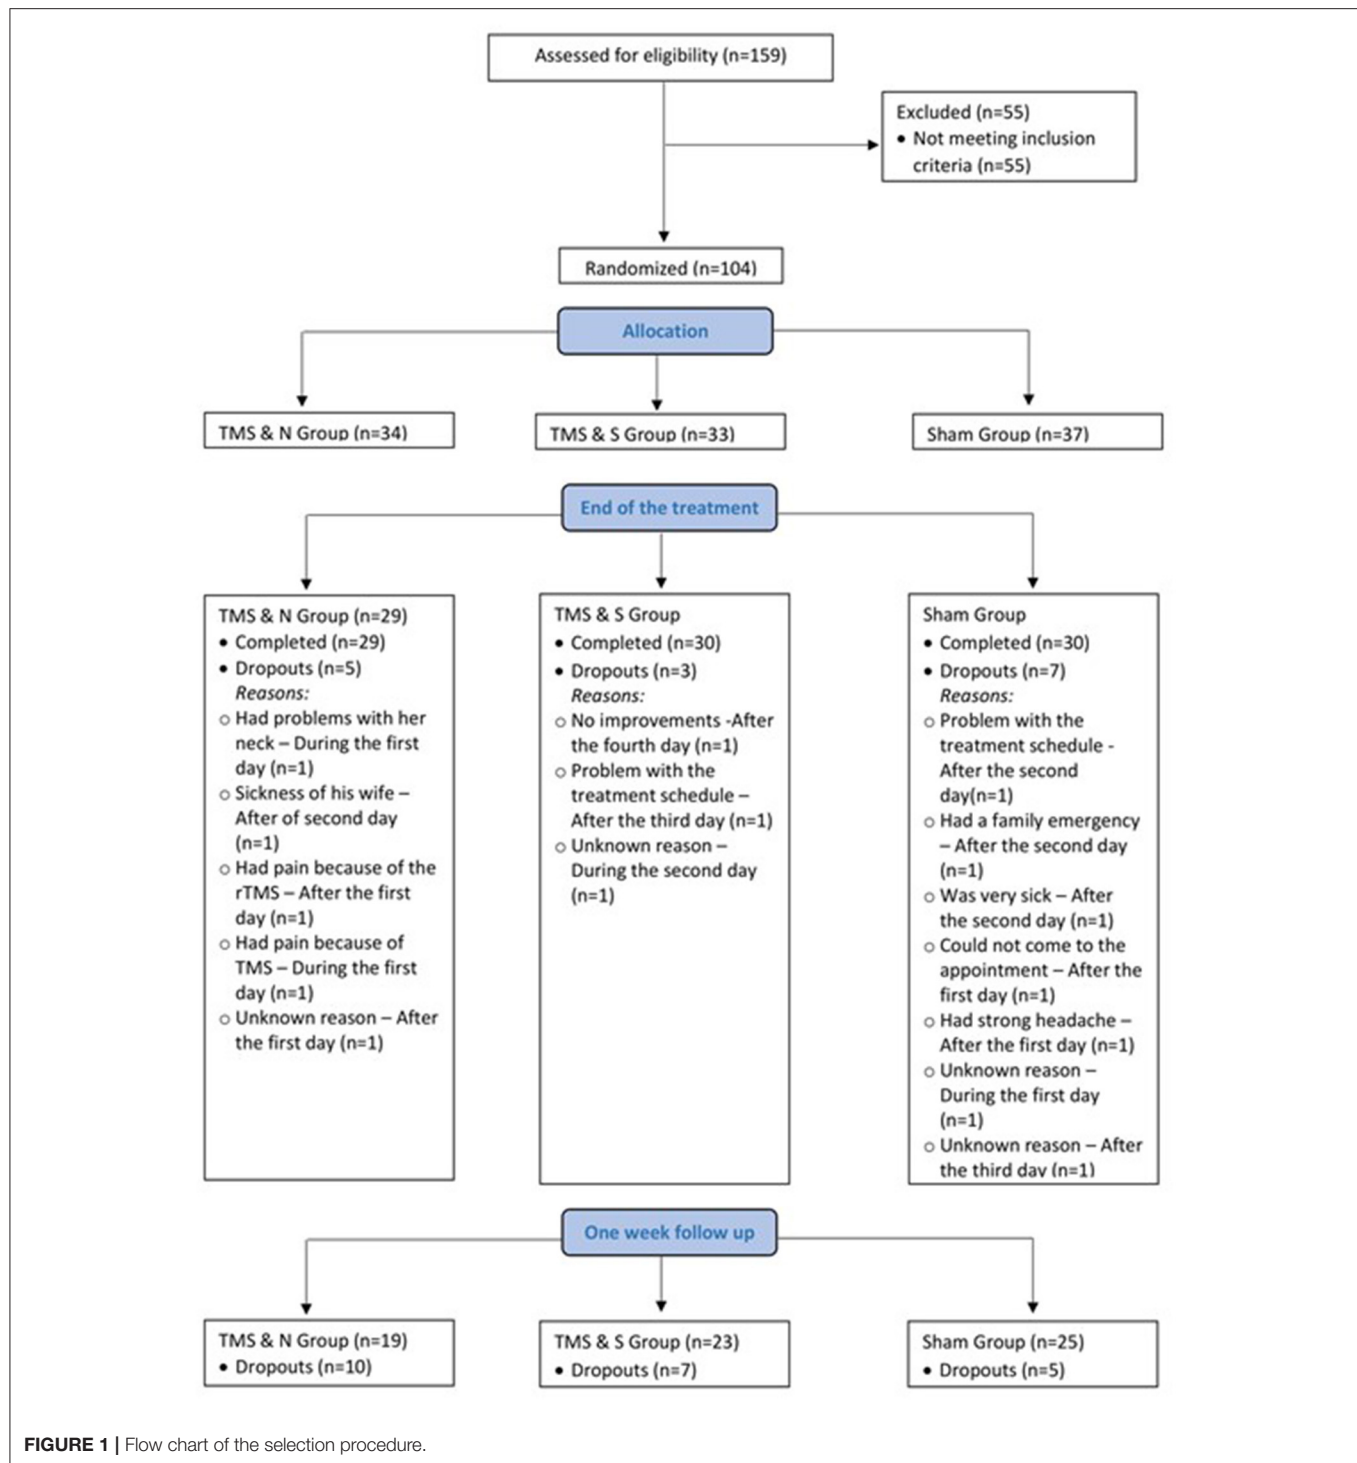 Assessed for eligibility (n=159)
Excluded (n=55)
• Not meeting inclusion
criteria (n=55)
Randomized (n=104)
Allocation
TMS & N Group (n=34)
TMS & S Group (n=33)
Sham Group (n=37)
End of the treatment
TMS & N Group (n=29)
• Completed (n=29)
• Dropouts (n=5)
Reasons:
o Had problems with her
neck – During the first
day (n=1)
o Sickness of his wife –
After of second day
(n=1)
o Had pain because of the
rTMS – After the first
day (n=1)
o Had pain because of
TMS – During the first
day (n=1)
o Unknown reason – After
the first day (n=1)
TMS & S Group
• Completed (n=30)
• Dropouts (n=3)
Reasons:
o No improvements -After
the fourth day (n=1)
o Problem with the
treatment schedule –
After the third day (n=1)
o Unknown reason –
During the second day
(n=1)
Sham Group
• Completed (n=30)
• Dropouts (n=7)
Reasons:
o Problem with the
treatment schedule -
After the second
day(n=1)
o Had a family emergency
– After the second day
(n=1)
o Was very sick – After
the second day (n=1)
o Could not come to the
appointment – After the
first day (n=1)
o Had strong headache –
After the first day (n=1)
o Unknown reason –
During the first day
(n=1)
o Unknown reason – After
the third day (n=1)
One week follow up
TMS & N Group (n=19)
• Dropouts (n=10)
TMS & S Group (n=23)
• Dropouts (n=7)
Sham Group (n=25)
• Dropouts (n=5)
FIGURE 1 | Flow chart of the selection procedure.